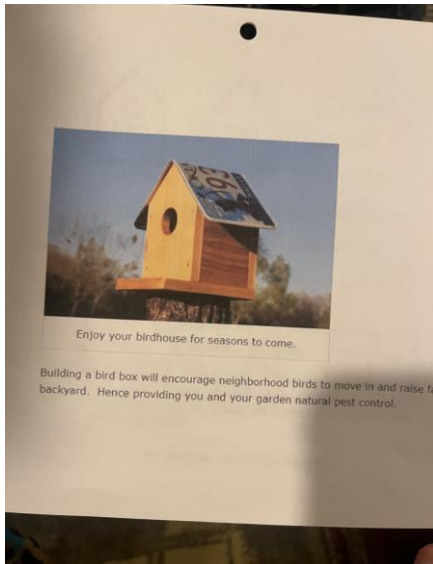 93
Enjoy your birdhouse for seasons to come.
Building a bird box will encourage neighborhood birds to move in and raise
backyard. Hence providing you and your garden natural pest control.